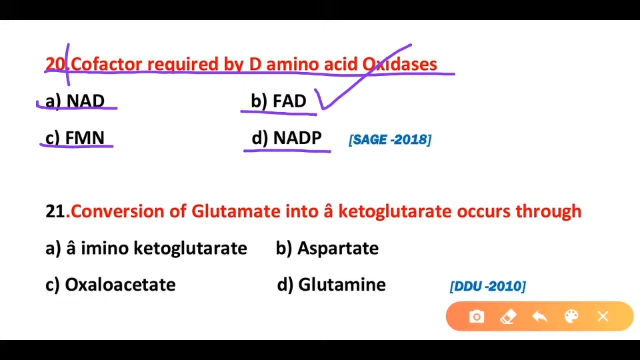 20.Cofactor required by D amino acid Oxidases
a) NAD b) FAD
c) FMN d) NADP [SAGE -2018]
21.Conversion of Glutamate into â ketoglutarate occurs through
a) â imino ketoglutarate b) Aspartate
c) Oxaloacetate d) Glutamine [DDU -2010]